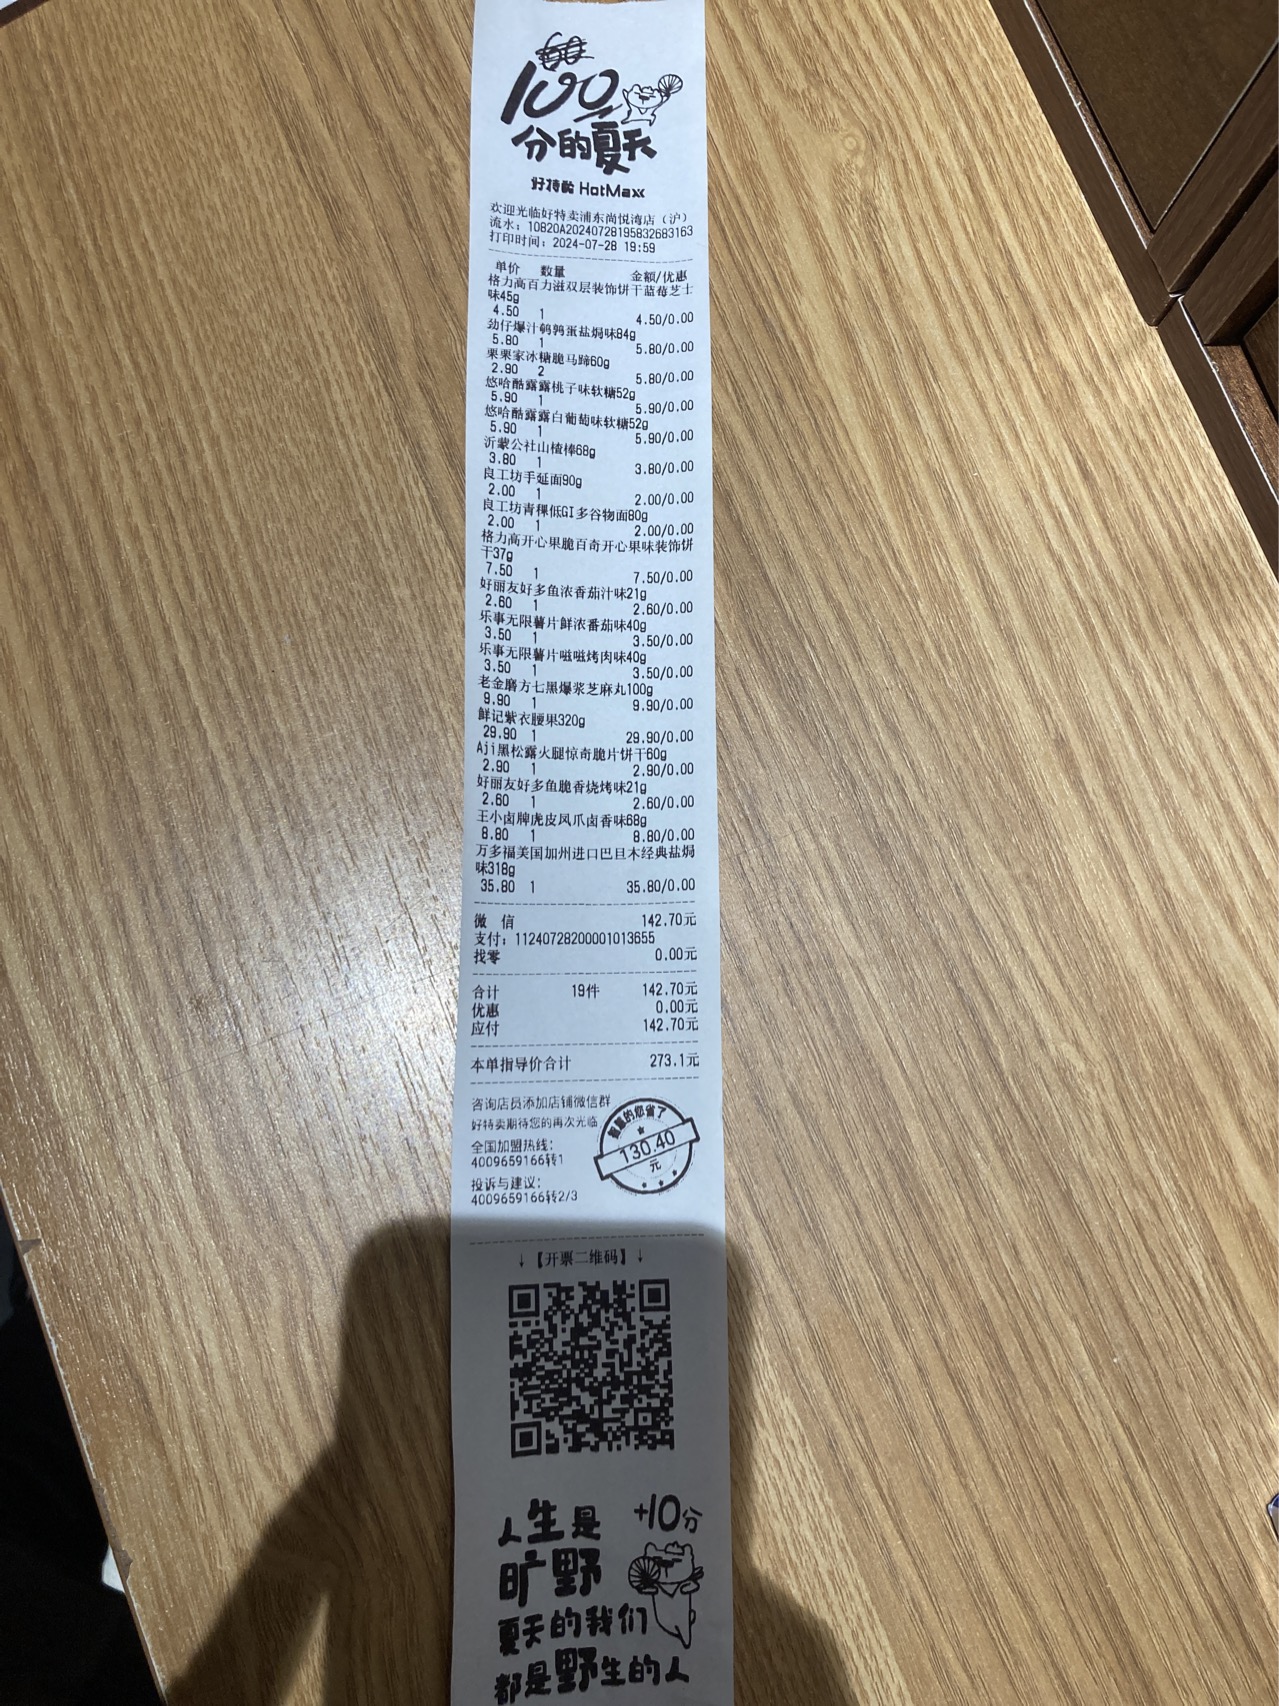 60
100
分的夏天
好特卖 HotMaxx
欢迎光临好特卖浦东尚悦湾店（沪）
流水：10820A20240728195832683163
打印时间：2024-07-28 19:59
单价 数量 金额/优惠
格力高百力滋双层装饰饼干蓝莓芝士
味45g
4.50 1 4.50/0.00
劲仔爆汁鹌鹑蛋盐焗味84g
5.80 1 5.80/0.00
栗栗家冰糖脆马蹄60g
2.90 2 5.80/0.00
悠哈酷露露桃子味软糖52g
5.90 1 5.90/0.00
悠哈酷露露白葡萄味软糖52g
5.90 1 5.90/0.00
沂蒙公社山楂棒68g
3.80 1 3.80/0.00
良工坊手延面90g
2.00 1 2.00/0.00
良工坊青稞低GI多谷物面80g
2.00 1 2.00/0.00
格力高开心果脆百奇开心果味装饰饼
干37g
7.50 1 7.50/0.00
好丽友好多鱼浓香茄汁味21g
2.60 1 2.60/0.00
乐事无限薯片鲜浓番茄味40g
3.50 1 3.50/0.00
乐事无限薯片嗞嗞烤肉味40g
3.50 1 3.50/0.00
老金磨方七黑爆浆芝麻丸100g
9.90 1 9.90/0.00
鲜记紫衣腰果320g
29.90 1 29.90/0.00
Aji黑松露火腿惊奇脆片饼干60g
2.90 1 2.90/0.00
好丽友好多鱼脆香烧烤味21g
2.60 1 2.60/0.00
王小卤牌虎皮凤爪卤香味68g
8.80 1 8.80/0.00
万多福美国加州进口巴旦木经典盐焗
味318g
35.80 1 35.80/0.00
微 信 142.70元
支付：11240728200001013655
找零 0.00元
合计 19件 142.70元
优惠 0.00元
应付 142.70元
本单指导价合计 273.1元
咨询店员添加店铺微信群
好特卖期待您的再次光临
全国加盟热线：
4009659166转1
投诉与建议：
4009659166转2/3
的您省了
130.40
元
↓【开票二维码】↓
人生是 +10分
旷野
夏天的我们
都是野生的人